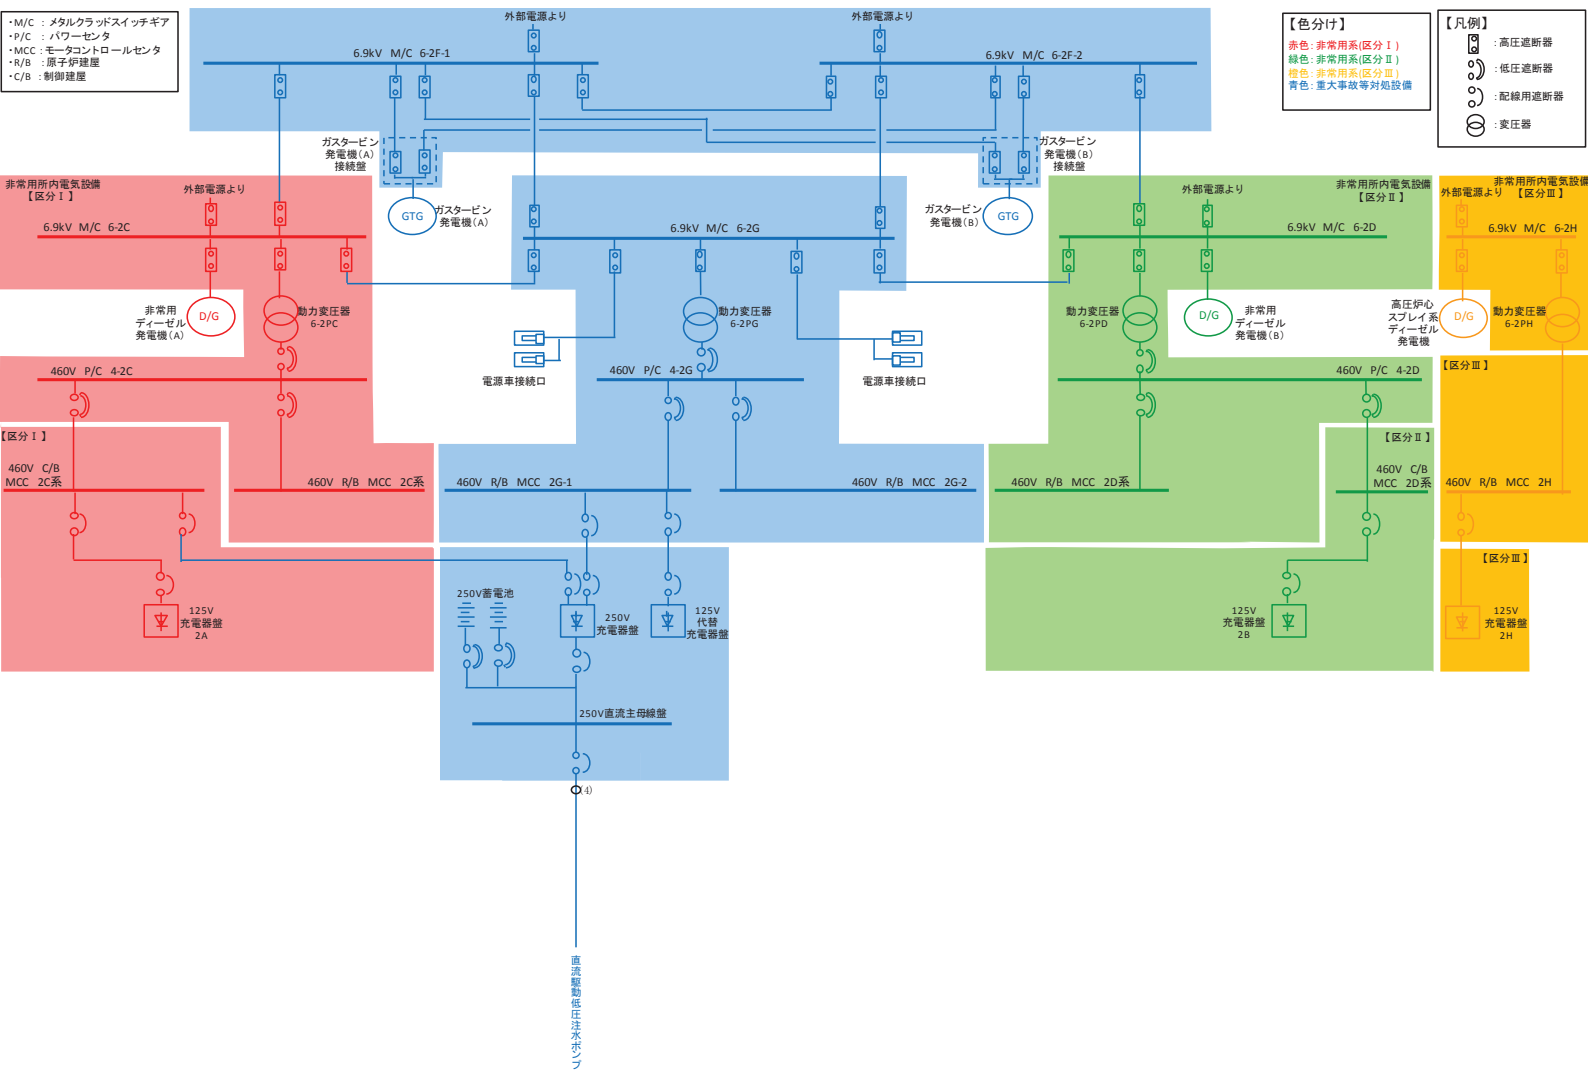 ・M/C ：メタルクラッドスイッチギア
・P/C ：パワーセンタ
・MCC：モータコントロールセンタ
・R/B ：原子炉建屋
・C/B ：制御建屋
外部電源より
外部電源より
6.9kV M/C 6-2F-1
6.9kV M/C 6-2F-2
【色分け】
赤色：非常用系(区分Ⅰ)
緑色：非常用系(区分Ⅱ)
橙色：非常用系(区分Ⅲ)
青色：重大事故等対処設備
【凡例】
：高圧遮断器
：低圧遮断器
：配線用遮断器
：変圧器
ガスタービン
発電機(A)
接続盤
ガスタービン
発電機(B)
接続盤
GTG
ガスタービン
発電機(A)
ガスタービン
発電機(B)
GTG
非常用所内電気設備
【区分Ⅰ】
外部電源より
6.9kV M/C 6-2C
6.9kV M/C 6-2G
外部電源より
非常用所内電気設備
【区分Ⅱ】
6.9kV M/C 6-2D
非常用所内電気設備
外部電源より 【区分Ⅲ】
6.9kV M/C 6-2H
非常用
ディーゼル
発電機(A)
D/G
動力変圧器
6-2PC
動力変圧器
6-2PG
動力変圧器
6-2PD
D/G
非常用
ディーゼル
発電機(B)
高圧炉心
スプレイ系
ディーゼル
発電機
D/G
動力変圧器
6-2PH
電源車接続口
電源車接続口
460V P/C 4-2C
460V P/C 4-2G
460V P/C 4-2D
【区分Ⅲ】
【区分Ⅰ】
460V C/B
MCC 2C系
460V R/B MCC 2C系
460V R/B MCC 2G-1
460V R/B MCC 2G-2
460V R/B MCC 2D系
【区分Ⅱ】
460V C/B
MCC 2D系
460V R/B MCC 2H
【区分Ⅲ】
125V
充電器盤
2A
250V蓄電池
250V
充電器盤
125V
代替
充電器盤
125V
充電器盤
2B
125V
充電器盤
2H
250V直流主母線盤
(4)
直流駆動低圧注水ポンプ